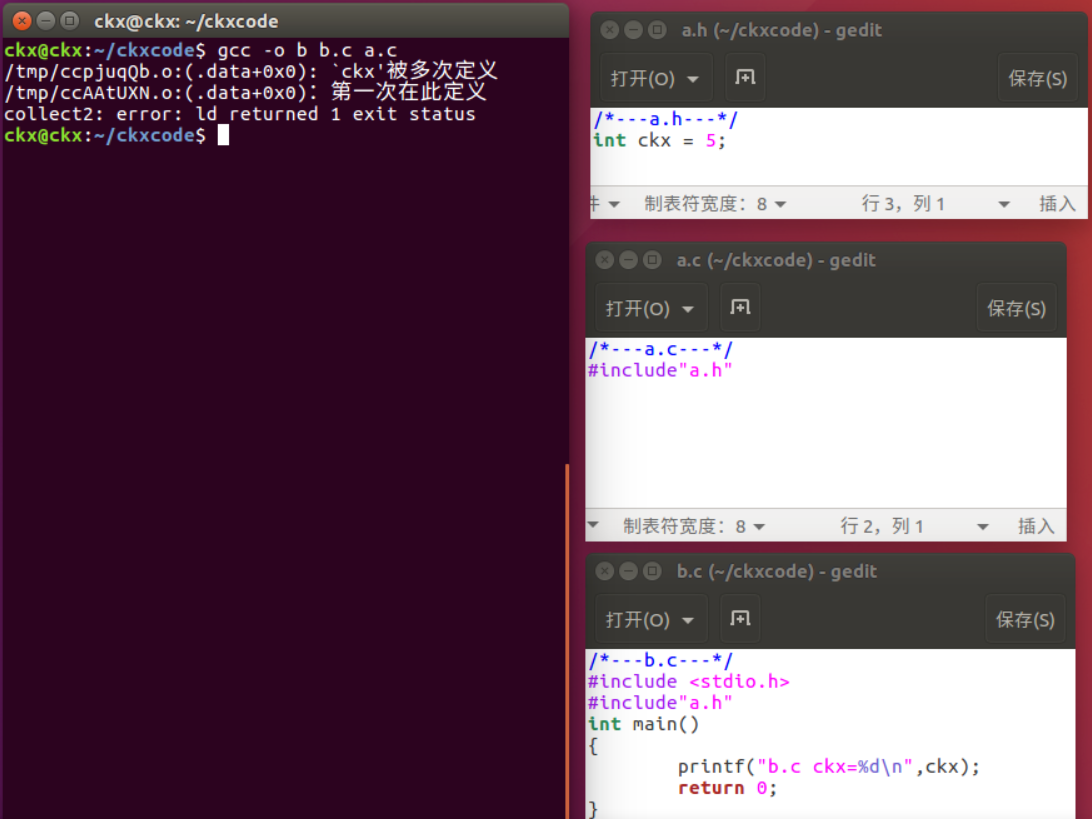 ckx@ckx: ~/ckxcode
ckx@ckx:~/ckxcode$ gcc -o b b.c a.c
/tmp/ccpjuqQb.o:(.data+0x0): `ckx'被多次定义
/tmp/ccAAtUXN.o:(.data+0x0): 第一次在此定义
collect2: error: ld returned 1 exit status
ckx@ckx:~/ckxcode$
a.h (~/ckxcode) - gedit
打开(O) 保存(S)
/*---a.h---*/
int ckx = 5;
件 制表符宽度: 8 行 3, 列 1 插入
a.c (~/ckxcode) - gedit
打开(O) 保存(S)
/*---a.c---*/
#include"a.h"
制表符宽度: 8 行 2, 列 1 插入
b.c (~/ckxcode) - gedit
打开(O) 保存(S)
/*---b.c---*/
#include <stdio.h>
#include"a.h"
int main()
{
printf("b.c ckx=%d\n",ckx);
return 0;
}